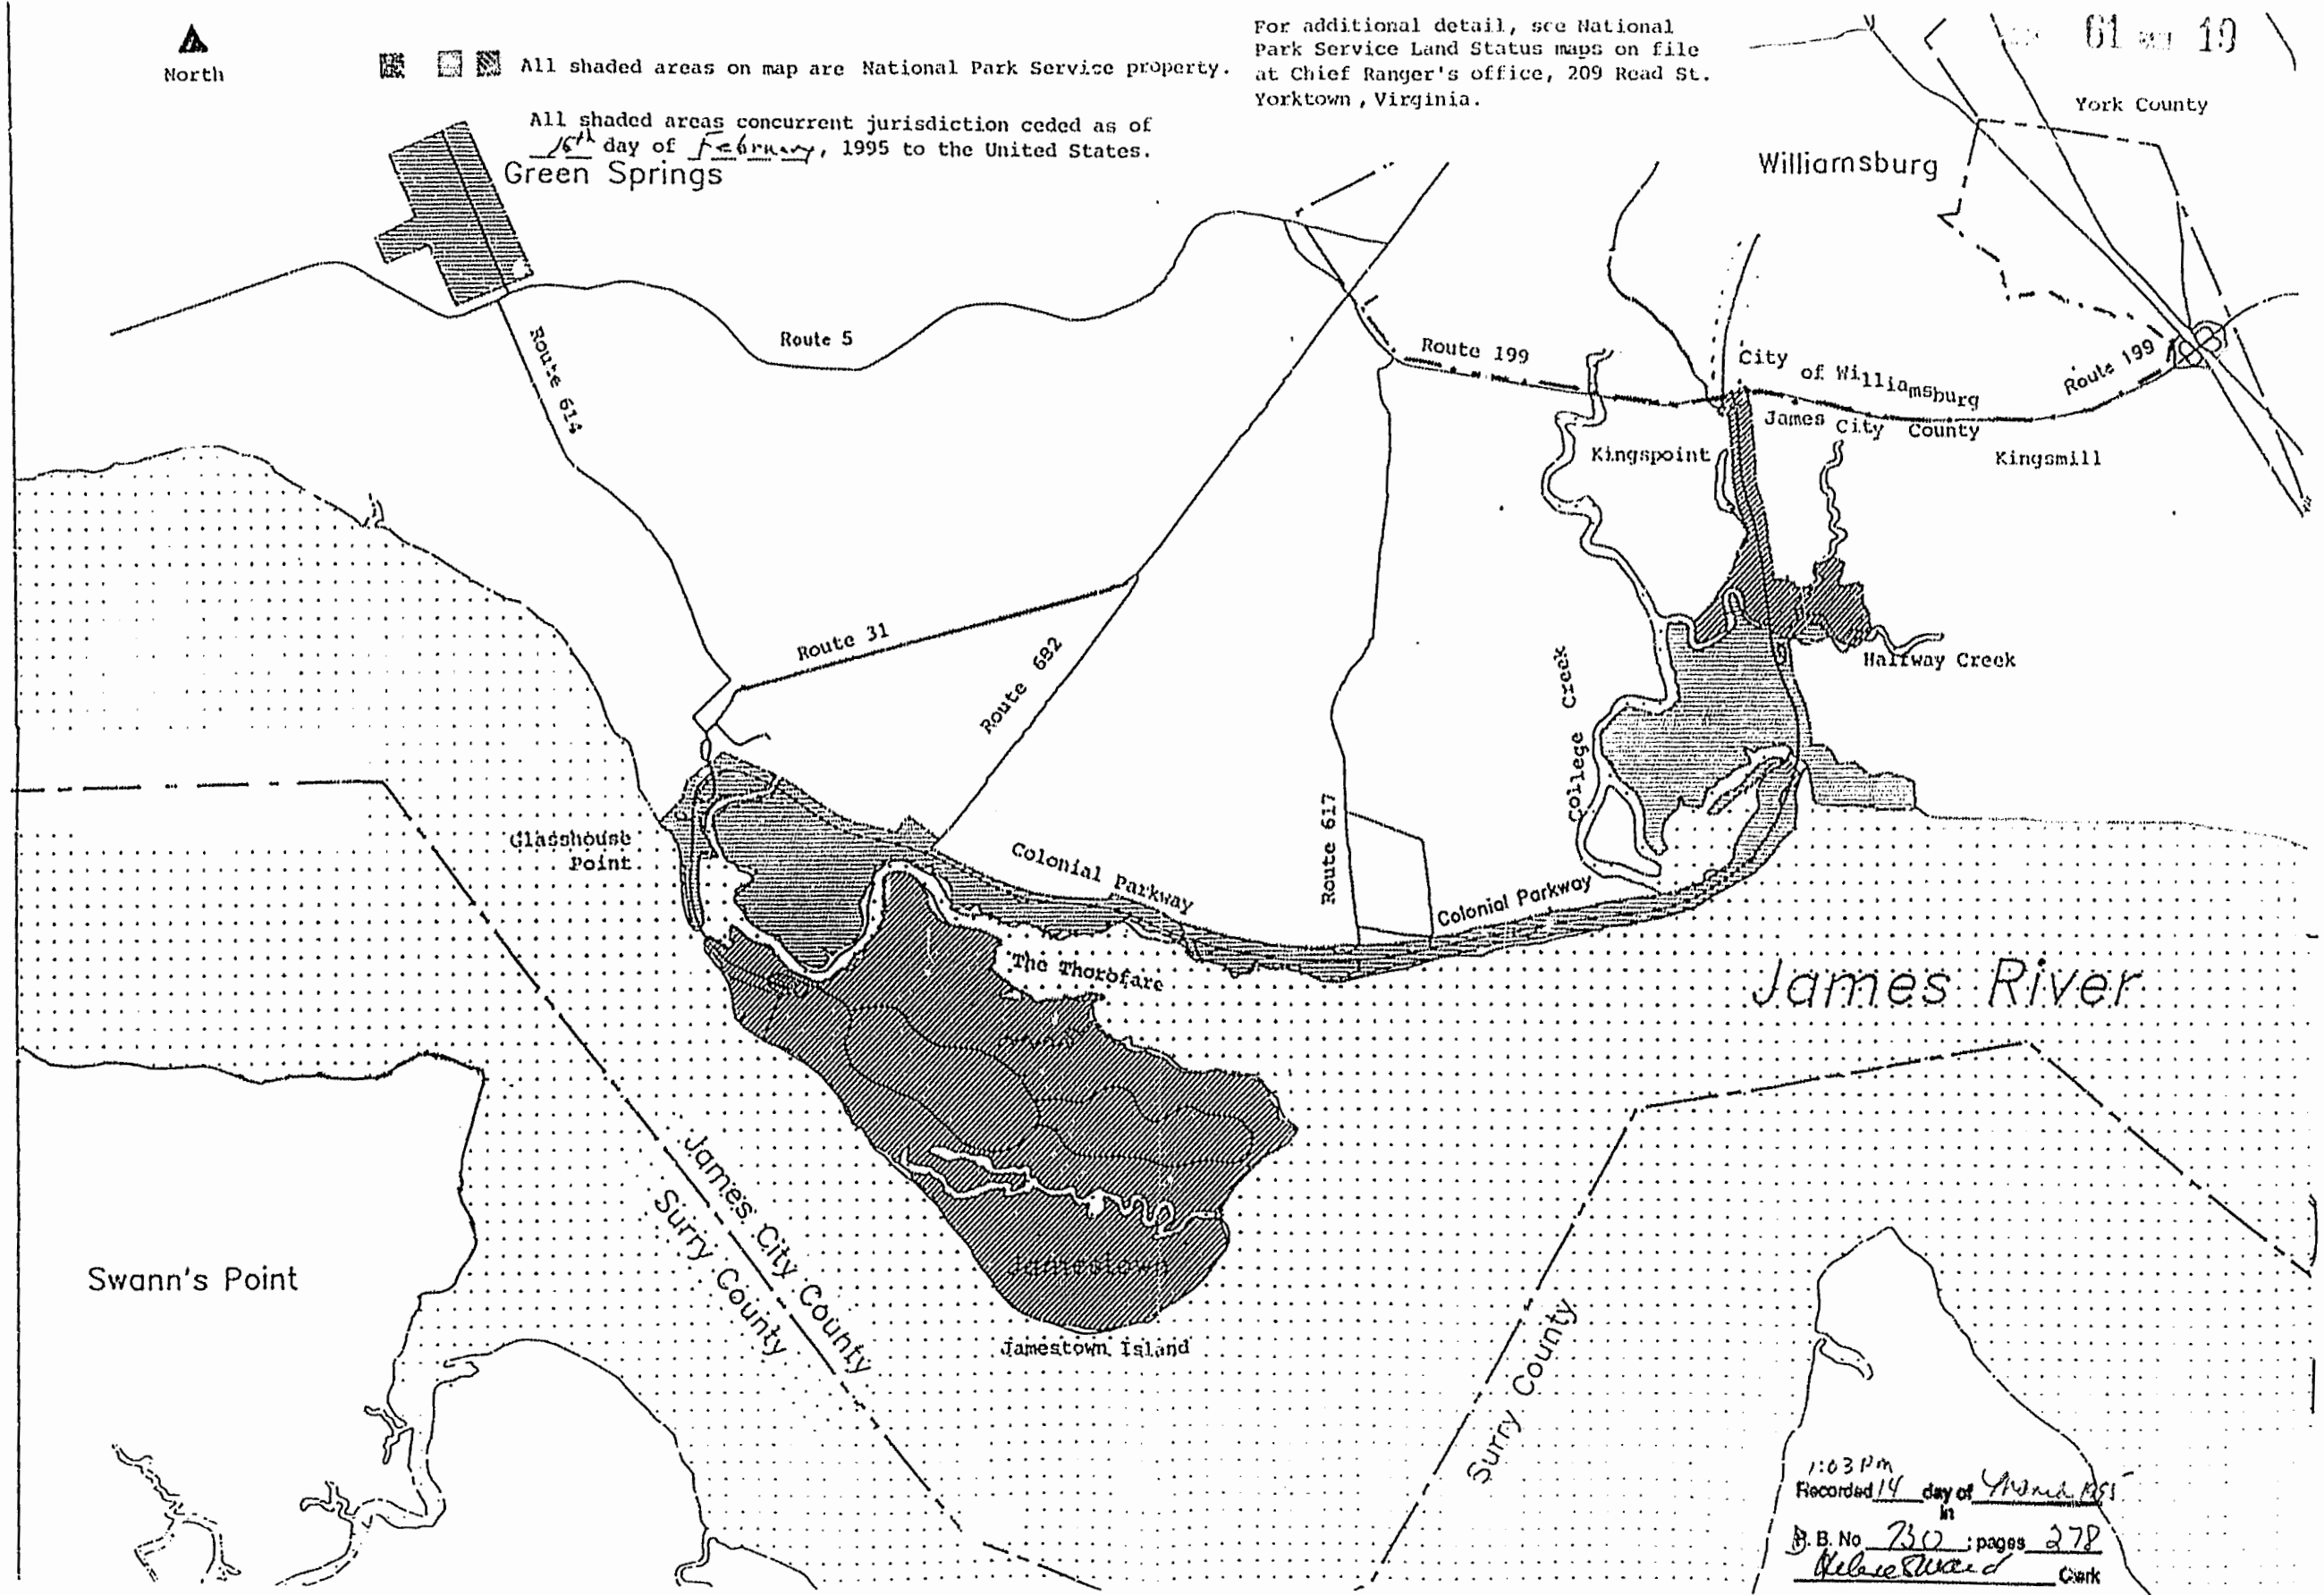 North
All shaded areas on map are National Park Service property.
All shaded areas concurrent jurisdiction ceded as of
16th day of February, 1995 to the United States.
For additional detail, see National
Park Service Land Status maps on file
at Chief Ranger's office, 209 Read St.
Yorktown, Virginia.
61 19
York County
Williamsburg
Green Springs
Route 5
Route 614
Route 199
City of Williamsburg
Route 199
James City County
Kingspoint
Kingsmill
Route 31
Route 682
Halfway Creek
College Creek
Route 617
Glasshouse
Point
Colonial Parkway
Colonial Parkway
The Thorofare
James River
James City County
Surry County
Swann's Point
Jamestown
Jamestown Island
Surry County
1:03 PM
Recorded 14 day of March 1995
in
D. B. No 730 ; pages 278
Clerk